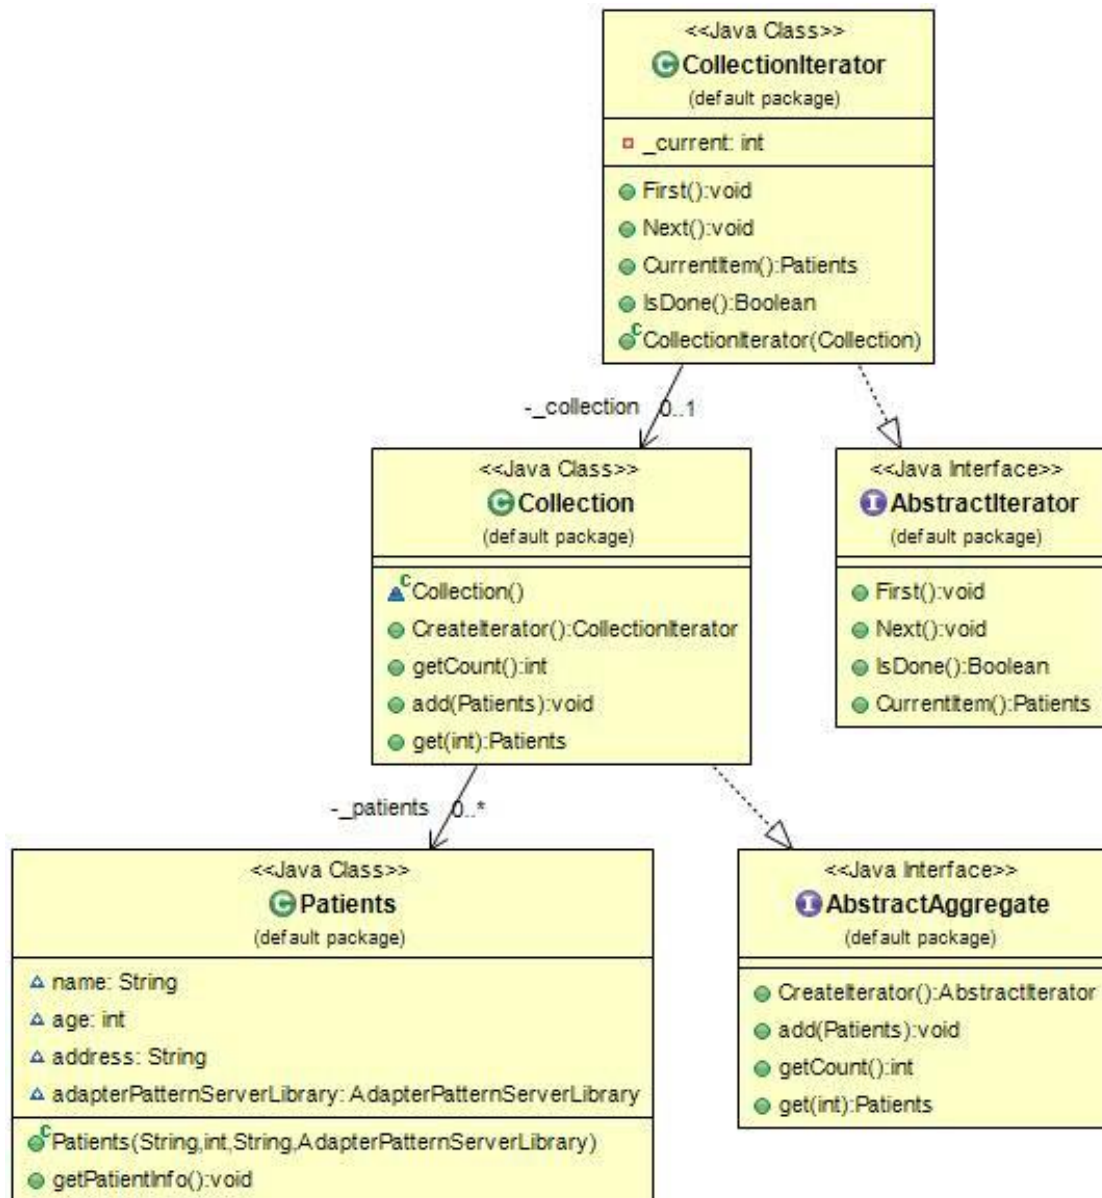 <<Java Class>>
CollectionIterator
(default package)
_current: int
First():void
Next():void
CurrentItem():Patients
IsDone():Boolean
CollectionIterator(Collection)
-_collection 0..1
<<Java Class>>
Collection
(default package)
Collection()
CreateIterator():CollectionIterator
getCount():int
add(Patients):void
get(int):Patients
<<Java Interface>>
AbstractIterator
(default package)
First():void
Next():void
IsDone():Boolean
CurrentItem():Patients
-_patients 0..*
<<Java Class>>
Patients
(default package)
name: String
age: int
address: String
adapterPatternServerLibrary: AdapterPatternServerLibrary
Patients(String,int,String,AdapterPatternServerLibrary)
getPatientInfo():void
<<Java Interface>>
AbstractAggregate
(default package)
CreateIterator():AbstractIterator
add(Patients):void
getCount():int
get(int):Patients